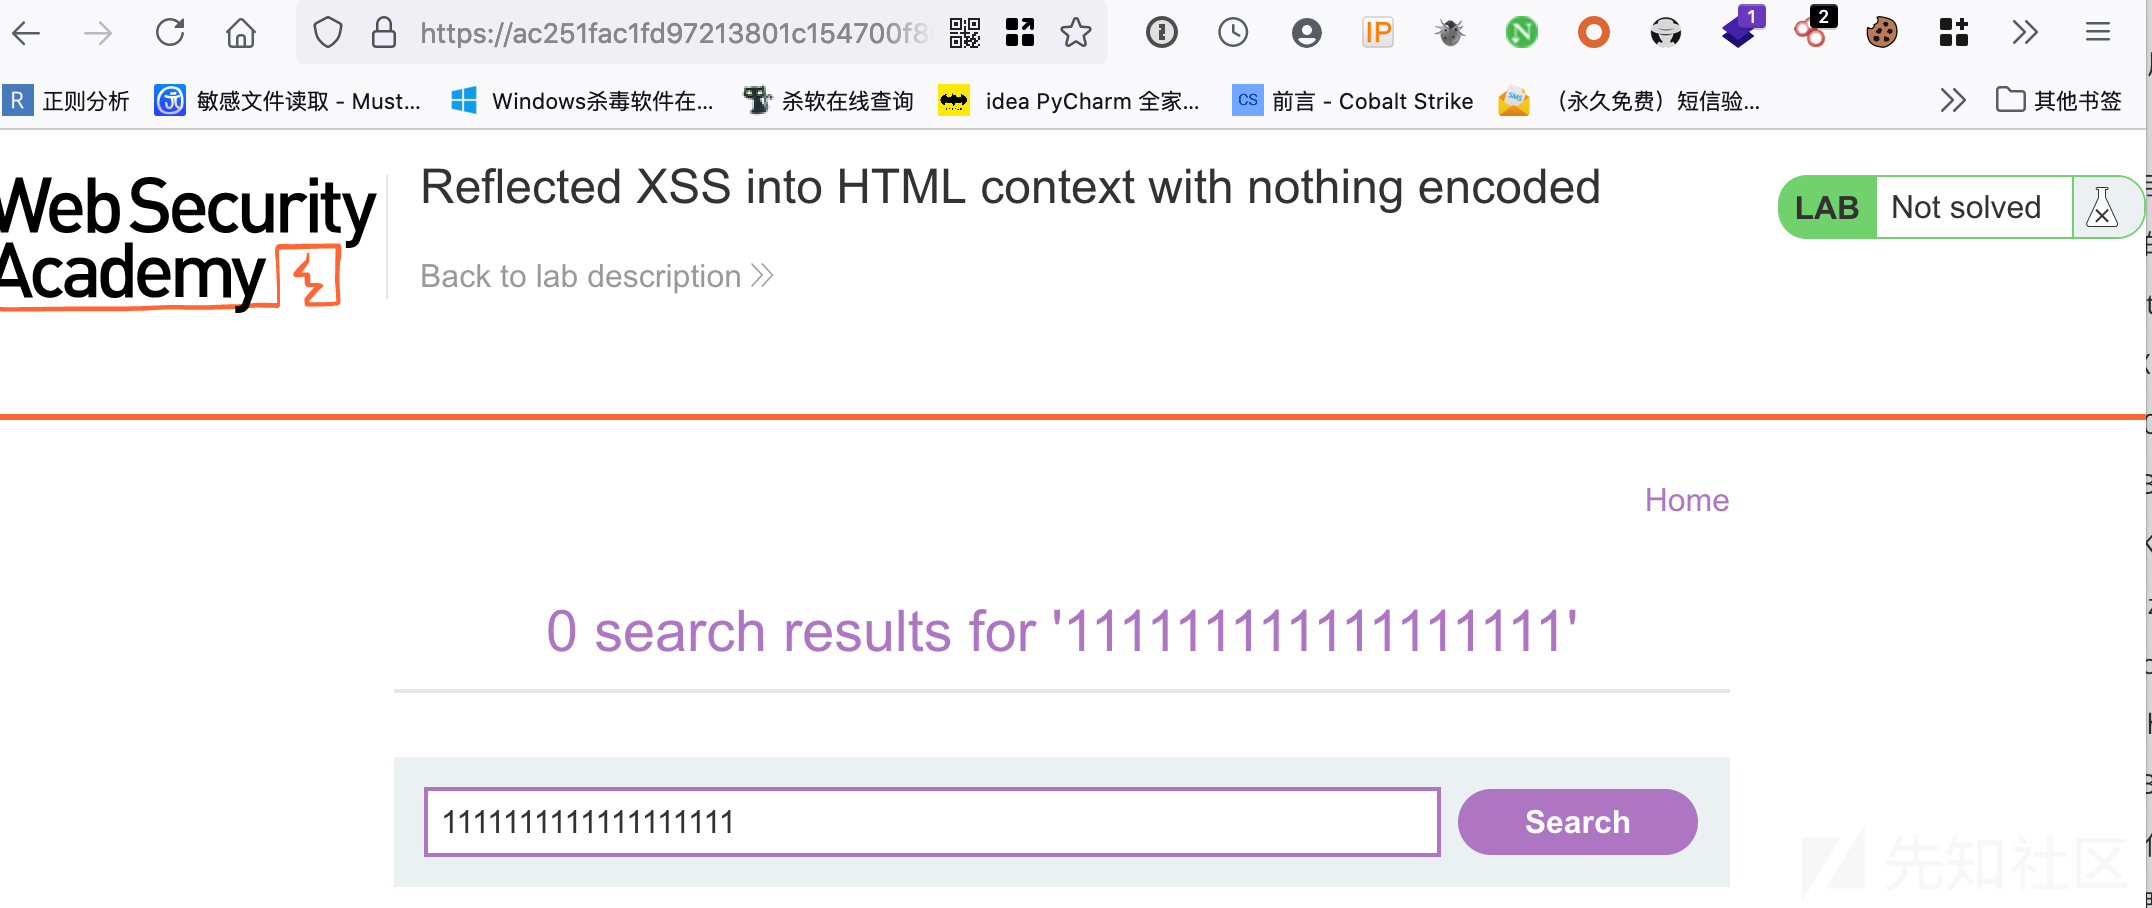 https://ac251fac1fd97213801c154700f8
IP
N
1
2
R 正则分析
敏感文件读取 - Must...
Windows杀毒软件在...
杀软在线查询
idea PyCharm 全家...
CS 前言 - Cobalt Strike
SMS （永久免费）短信验...
其他书签
Web Security
Academy
Reflected XSS into HTML context with nothing encoded
Back to lab description
LAB Not solved
Home
0 search results for '111111111111111111'
1111111111111111111
Search
先知社区